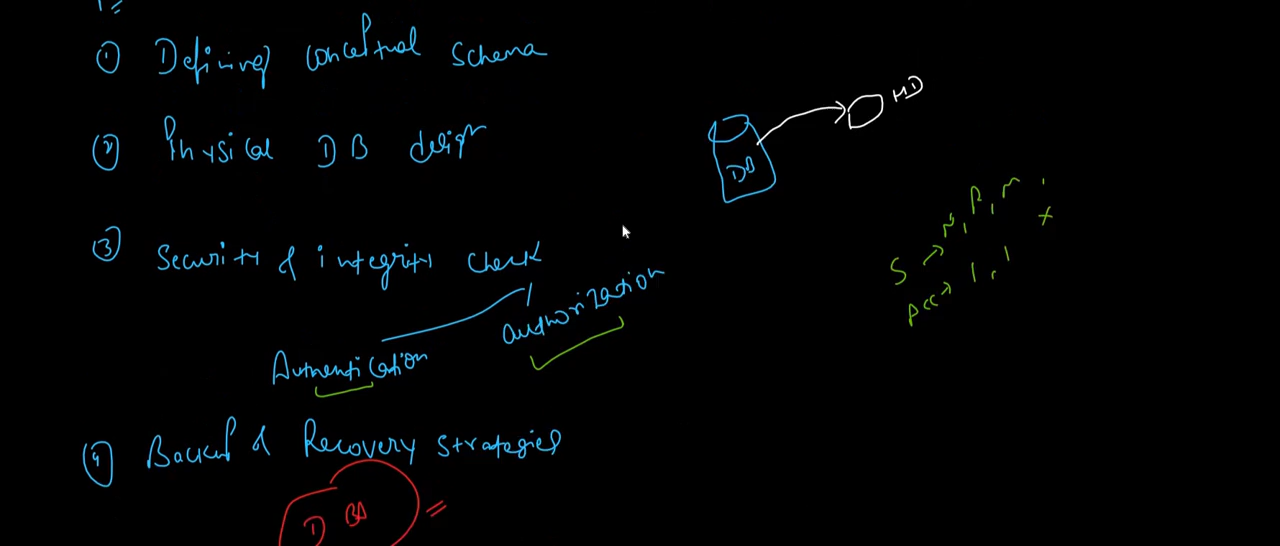 ① Defining conceptual schema
② Physical DB design
DB
HD
③ Security & integrity check
Authentication
authorization
④ Backup & Recovery strategies
DBA